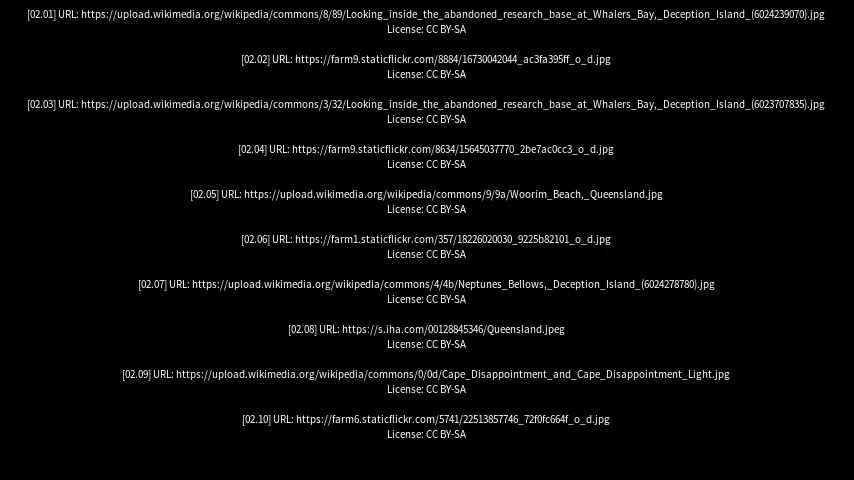 [02.01] URL: https://upload.wikimedia.org/wikipedia/commons/8/89/Looking_inside_the_abandoned_research_base_at_Whalers_Bay,_Deception_Island_(6024239070).jpg
License: CC BY-SA
[02.02] URL: https://farm9.staticflickr.com/8884/16730042044_ac3fa395ff_o_d.jpg
License: CC BY-SA
[02.03] URL: https://upload.wikimedia.org/wikipedia/commons/3/32/Looking_inside_the_abandoned_research_base_at_Whalers_Bay,_Deception_Island_(6023707835).jpg
License: CC BY-SA
[02.04] URL: https://farm9.staticflickr.com/8634/15645037770_2be7ac0cc3_o_d.jpg
License: CC BY-SA
[02.05] URL: https://upload.wikimedia.org/wikipedia/commons/9/9a/Woorim_Beach,_Queensland.jpg
License: CC BY-SA
[02.06] URL: https://farm1.staticflickr.com/357/18226020030_9225b82101_o_d.jpg
License: CC BY-SA
[02.07] URL: https://upload.wikimedia.org/wikipedia/commons/4/4b/Neptunes_Bellows,_Deception_Island_(6024278780).jpg
License: CC BY-SA
[02.08] URL: https://s.iha.com/00128845346/Queensland.jpeg
License: CC BY-SA
[02.09] URL: https://upload.wikimedia.org/wikipedia/commons/0/0d/Cape_Disappointment_and_Cape_Disappointment_Light.jpg
License: CC BY-SA
[02.10] URL: https://farm6.staticflickr.com/5741/22513857746_72f0fc664f_o_d.jpg
License: CC BY-SA